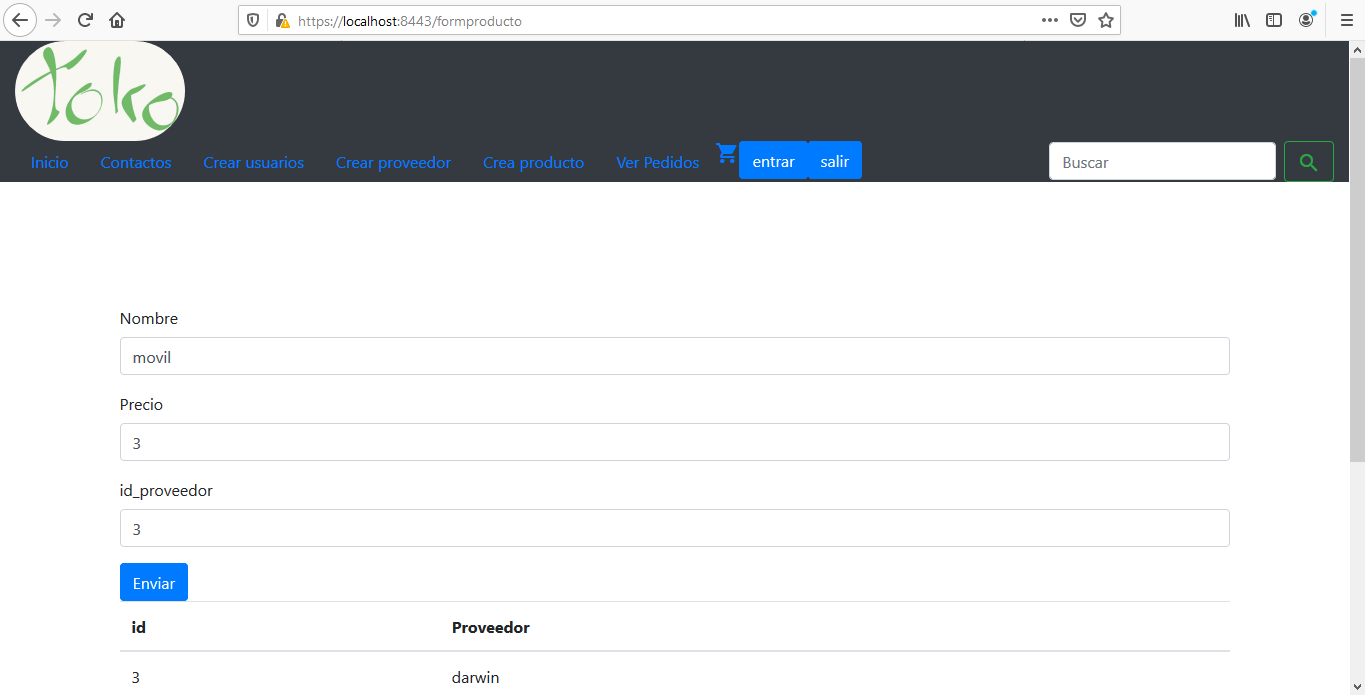 https://localhost:8443/formproducto
Toko
Inicio Contactos Crear usuarios Crear proveedor Crea producto Ver Pedidos entrar salir Buscar
Nombre
movil
Precio
3
id_proveedor
3
Enviar
id Proveedor
3 darwin